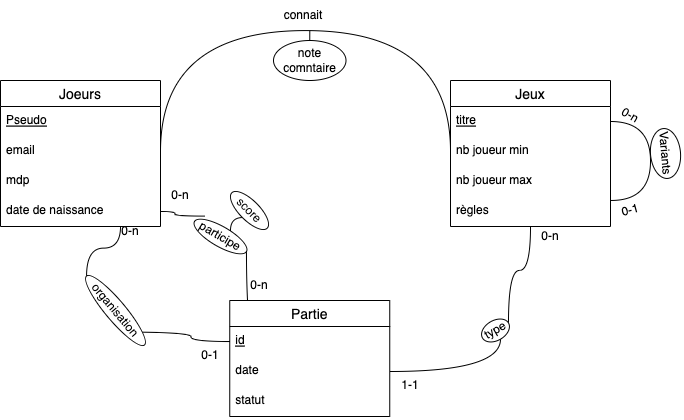 connait
note
comntaire
Joeurs
Pseudo
email
mdp
date de naissance
Jeux
titre
nb joueur min
nb joueur max
règles
0-n
Variants
0-1
0-n
score
participe
0-n
0-n
organisation
0-1
0-n
type
1-1
Partie
id
date
statut